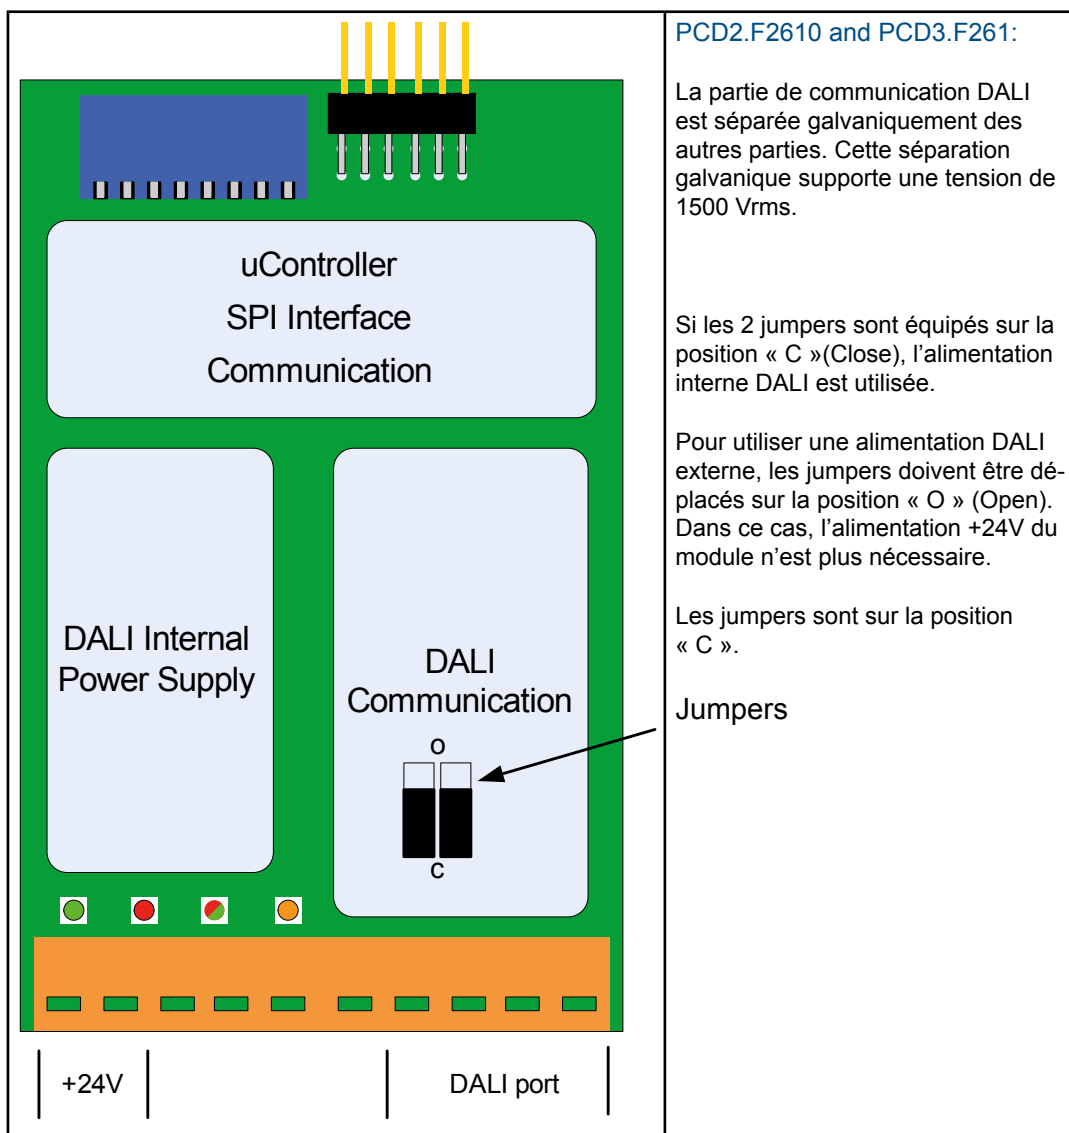 uController
SPI Interface
Communication
DALI Internal
Power Supply
DALI
Communication
O
C
+24V
DALI port
PCD2.F2610 and PCD3.F261:
La partie de communication DALI
est séparée galvaniquement des
autres parties. Cette séparation
galvanique supporte une tension de
1500 Vrms.
Si les 2 jumpers sont équipés sur la
position « C »(Close), l’alimentation
interne DALI est utilisée.
Pour utiliser une alimentation DALI
externe, les jumpers doivent être dé-
placés sur la position « O » (Open).
Dans ce cas, l’alimentation +24V du
module n’est plus nécessaire.
Les jumpers sont sur la position
« C ».
Jumpers